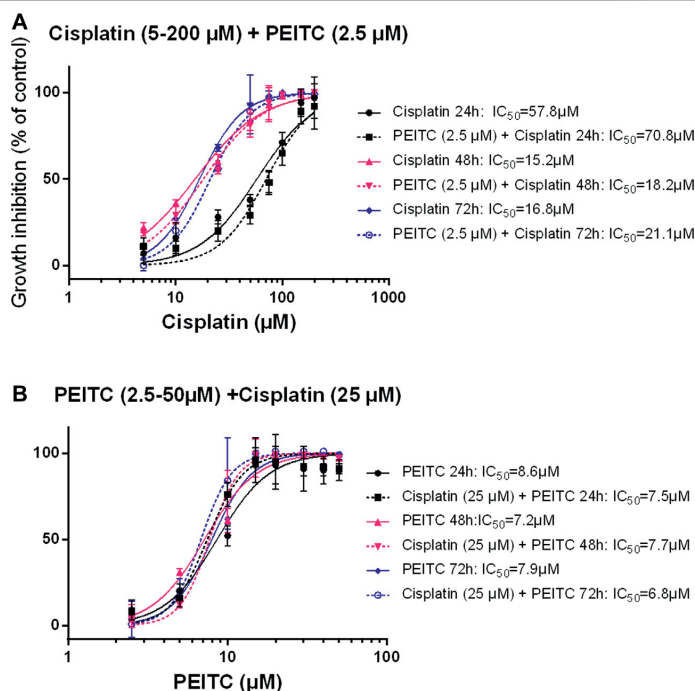 A
Cisplatin (5-200 µM) + PEITC (2.5 µM)
Growth inhibition (% of control)
100
50
0
1
10
100
1000
Cisplatin (µM)
Cisplatin 24h: IC50=57.8µM
PEITC (2.5 µM) + Cisplatin 24h: IC50=70.8µM
Cisplatin 48h: IC50=15.2µM
PEITC (2.5 µM) + Cisplatin 48h: IC50=18.2µM
Cisplatin 72h: IC50=16.8µM
PEITC (2.5 µM) + Cisplatin 72h: IC50=21.1µM
B
PEITC (2.5-50µM) +Cisplatin (25 µM)
100
50
0
1
10
100
PEITC (µM)
PEITC 24h: IC50=8.6µM
Cisplatin (25 µM) + PEITC 24h: IC50=7.5µM
PEITC 48h:IC50=7.2µM
Cisplatin (25 µM) + PEITC 48h: IC50=7.7µM
PEITC 72h: IC50=7.9µM
Cisplatin (25 µM) + PEITC 72h: IC50=6.8µM